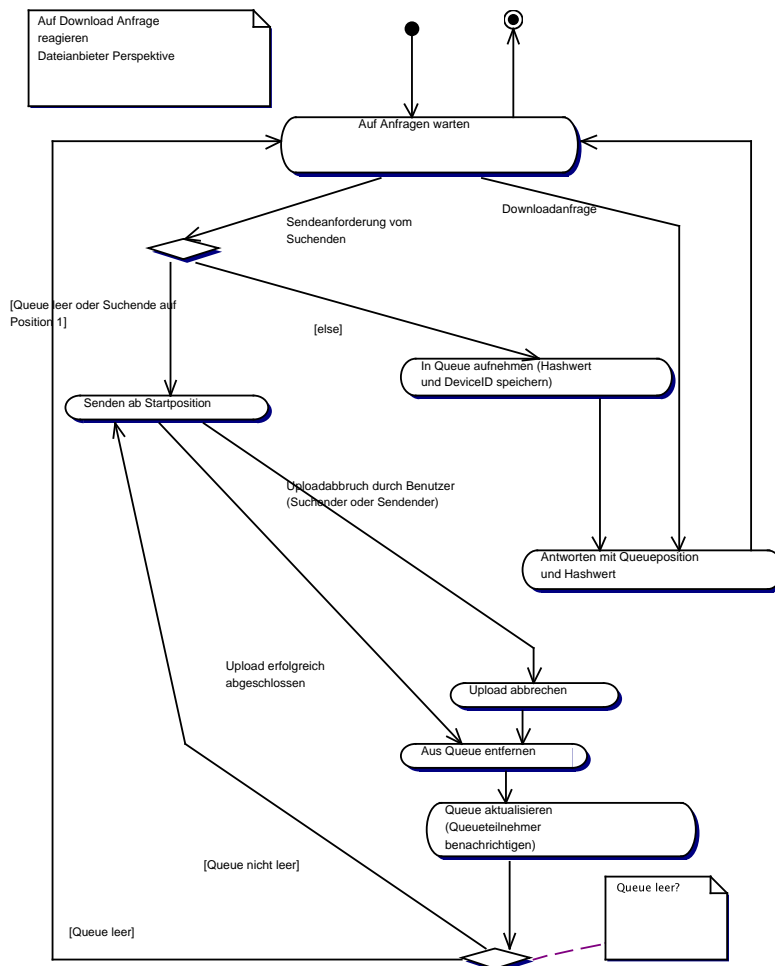 Auf Download Anfrage
reagieren
Dateianbieter Perspektive
Auf Anfragen warten
Downloadanfrage
Sendeanforderung vom
Suchenden
[Queue leer oder Suchende auf
Position 1]
[else]
In Queue aufnehmen (Hashwert
und DeviceID speichern)
Senden ab Startposition
Uploadabbruch durch Benutzer
(Suchender oder Sendender)
Antworten mit Queueposition
und Hashwert
Upload erfolgreich
abgeschlossen
Upload abbrechen
Aus Queue entfernen
Queue aktualisieren
(Queueteilnehmer
benachrichtigen)
[Queue nicht leer]
Queue leer?
[Queue leer]